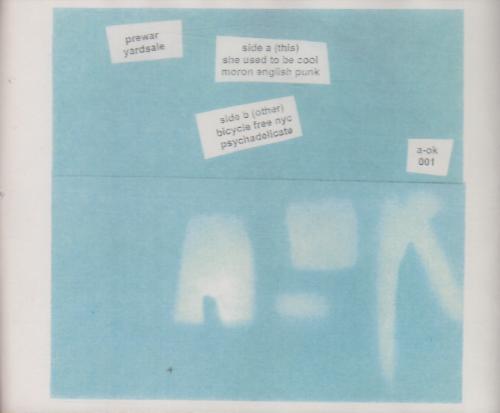 prewar
yardsale
side a (this)
she used to be cool
moron english punk
side b (other)
bicycle free nyc
psychadelicate
a-ok
001
A-OK